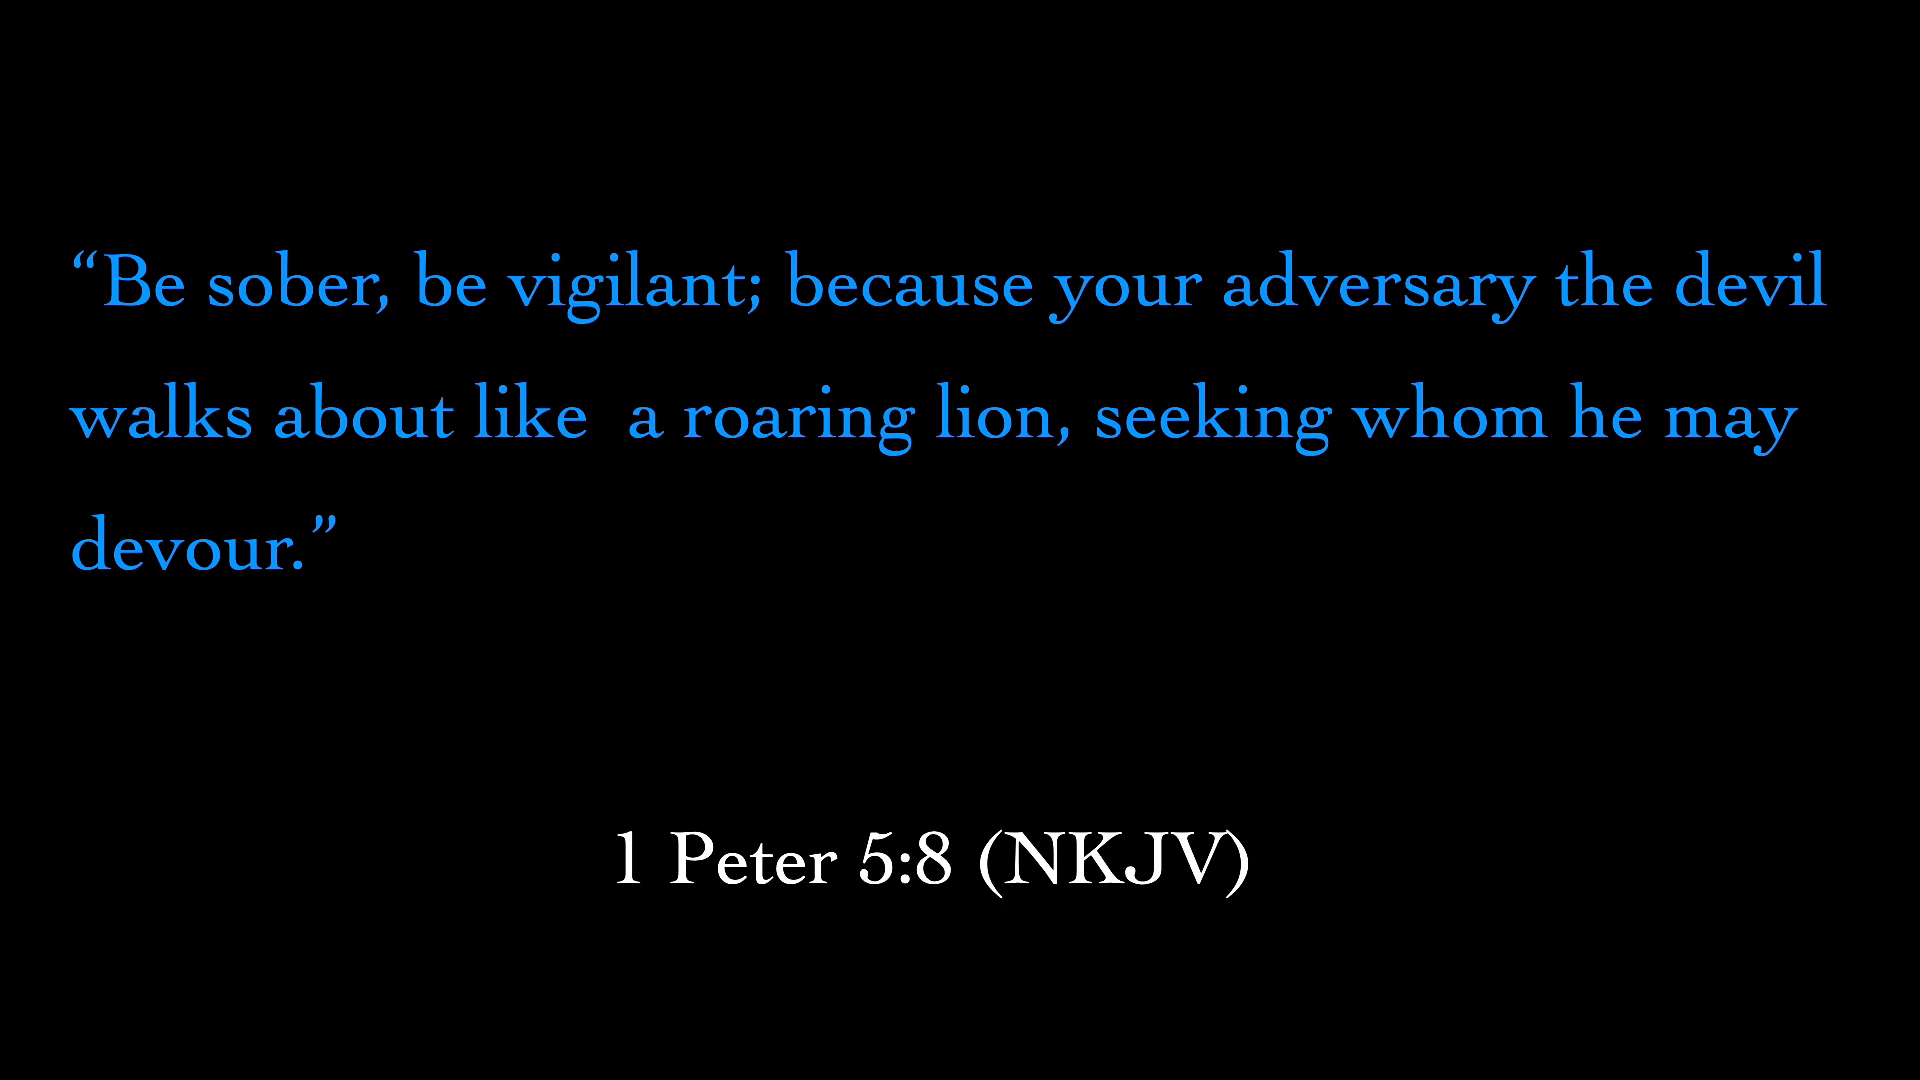 “Be sober, be vigilant; because your adversary the devil
walks about like  a roaring lion, seeking whom he may
devour.”
1 Peter 5:8 (NKJV)